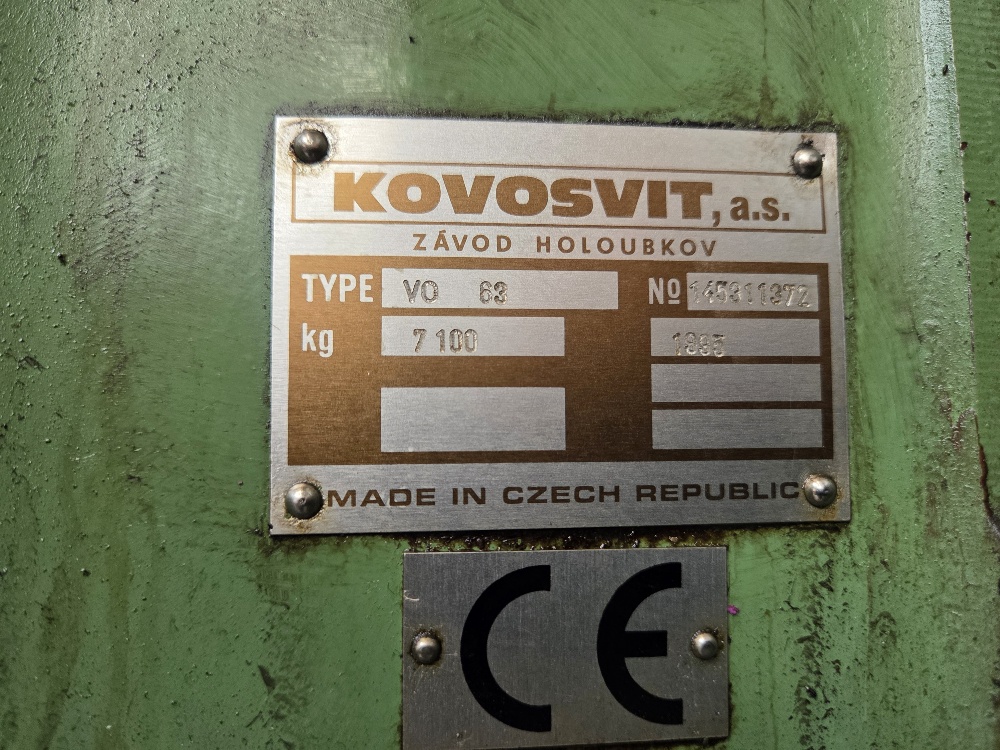 KOVOSVIT, a.s.
ZÁVOD HOLOUBKOV
TYPE VO 63 No 145311372
kg 7 100 1995
MADE IN CZECH REPUBLIC
CE